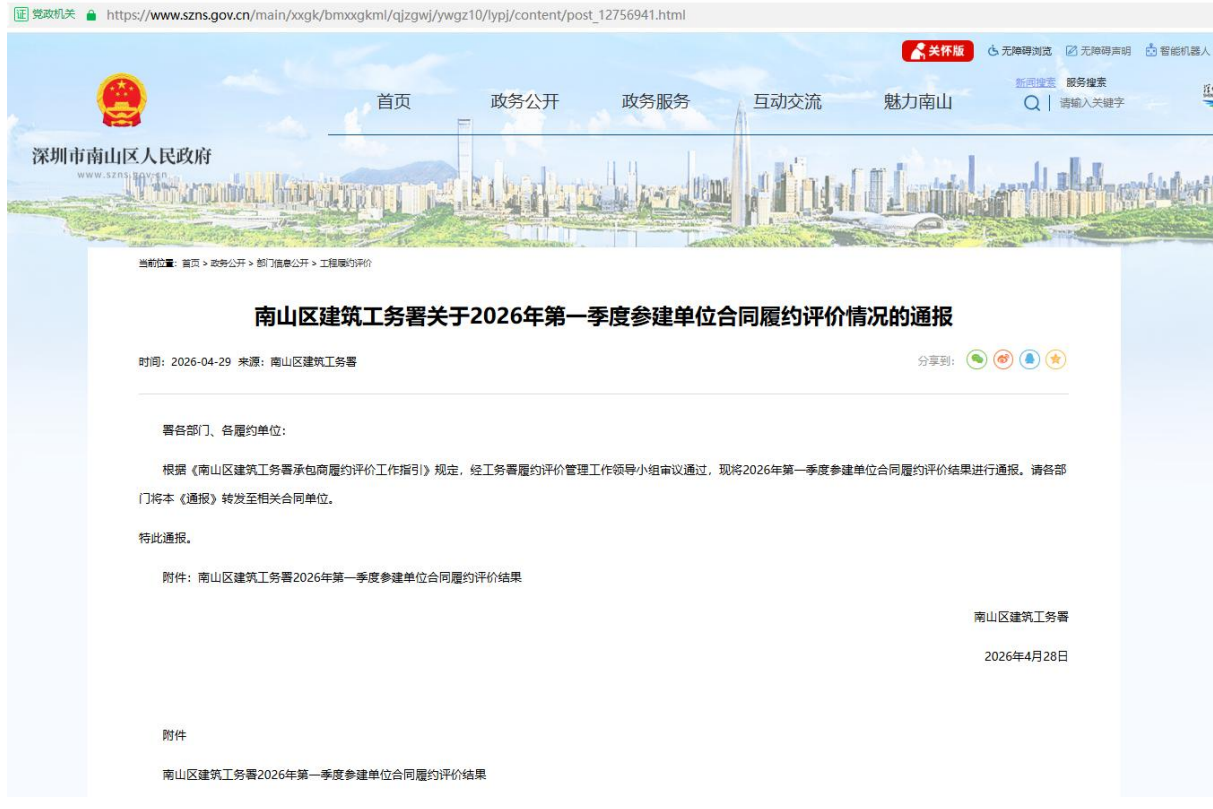 证 党政机关 https://www.szns.gov.cn/main/xxgk/bmxxgkml/qjzgwj/ywgz10/lypj/content/post_12756941.html
关怀版 无障碍浏览 无障碍声明 智能机器人
新闻搜索 服务搜索
首页 政务公开 政务服务 互动交流 魅力南山 请输入关键字
深圳市南山区人民政府
www.szns.gov.cn
当前位置：首页 > 政务公开 > 部门信息公开 > 工程履约评价
南山区建筑工务署关于2026年第一季度参建单位合同履约评价情况的通报
时间：2026-04-29 来源：南山区建筑工务署 分享到：
署各部门、各履约单位：
根据《南山区建筑工务署承包商履约评价工作指引》规定，经工务署履约评价管理工作领导小组审议通过，现将2026年第一季度参建单位合同履约评价结果进行通报。请各部
门将本《通报》转发至相关合同单位。
特此通报。
附件：南山区建筑工务署2026年第一季度参建单位合同履约评价结果
南山区建筑工务署
2026年4月28日
附件
南山区建筑工务署2026年第一季度参建单位合同履约评价结果